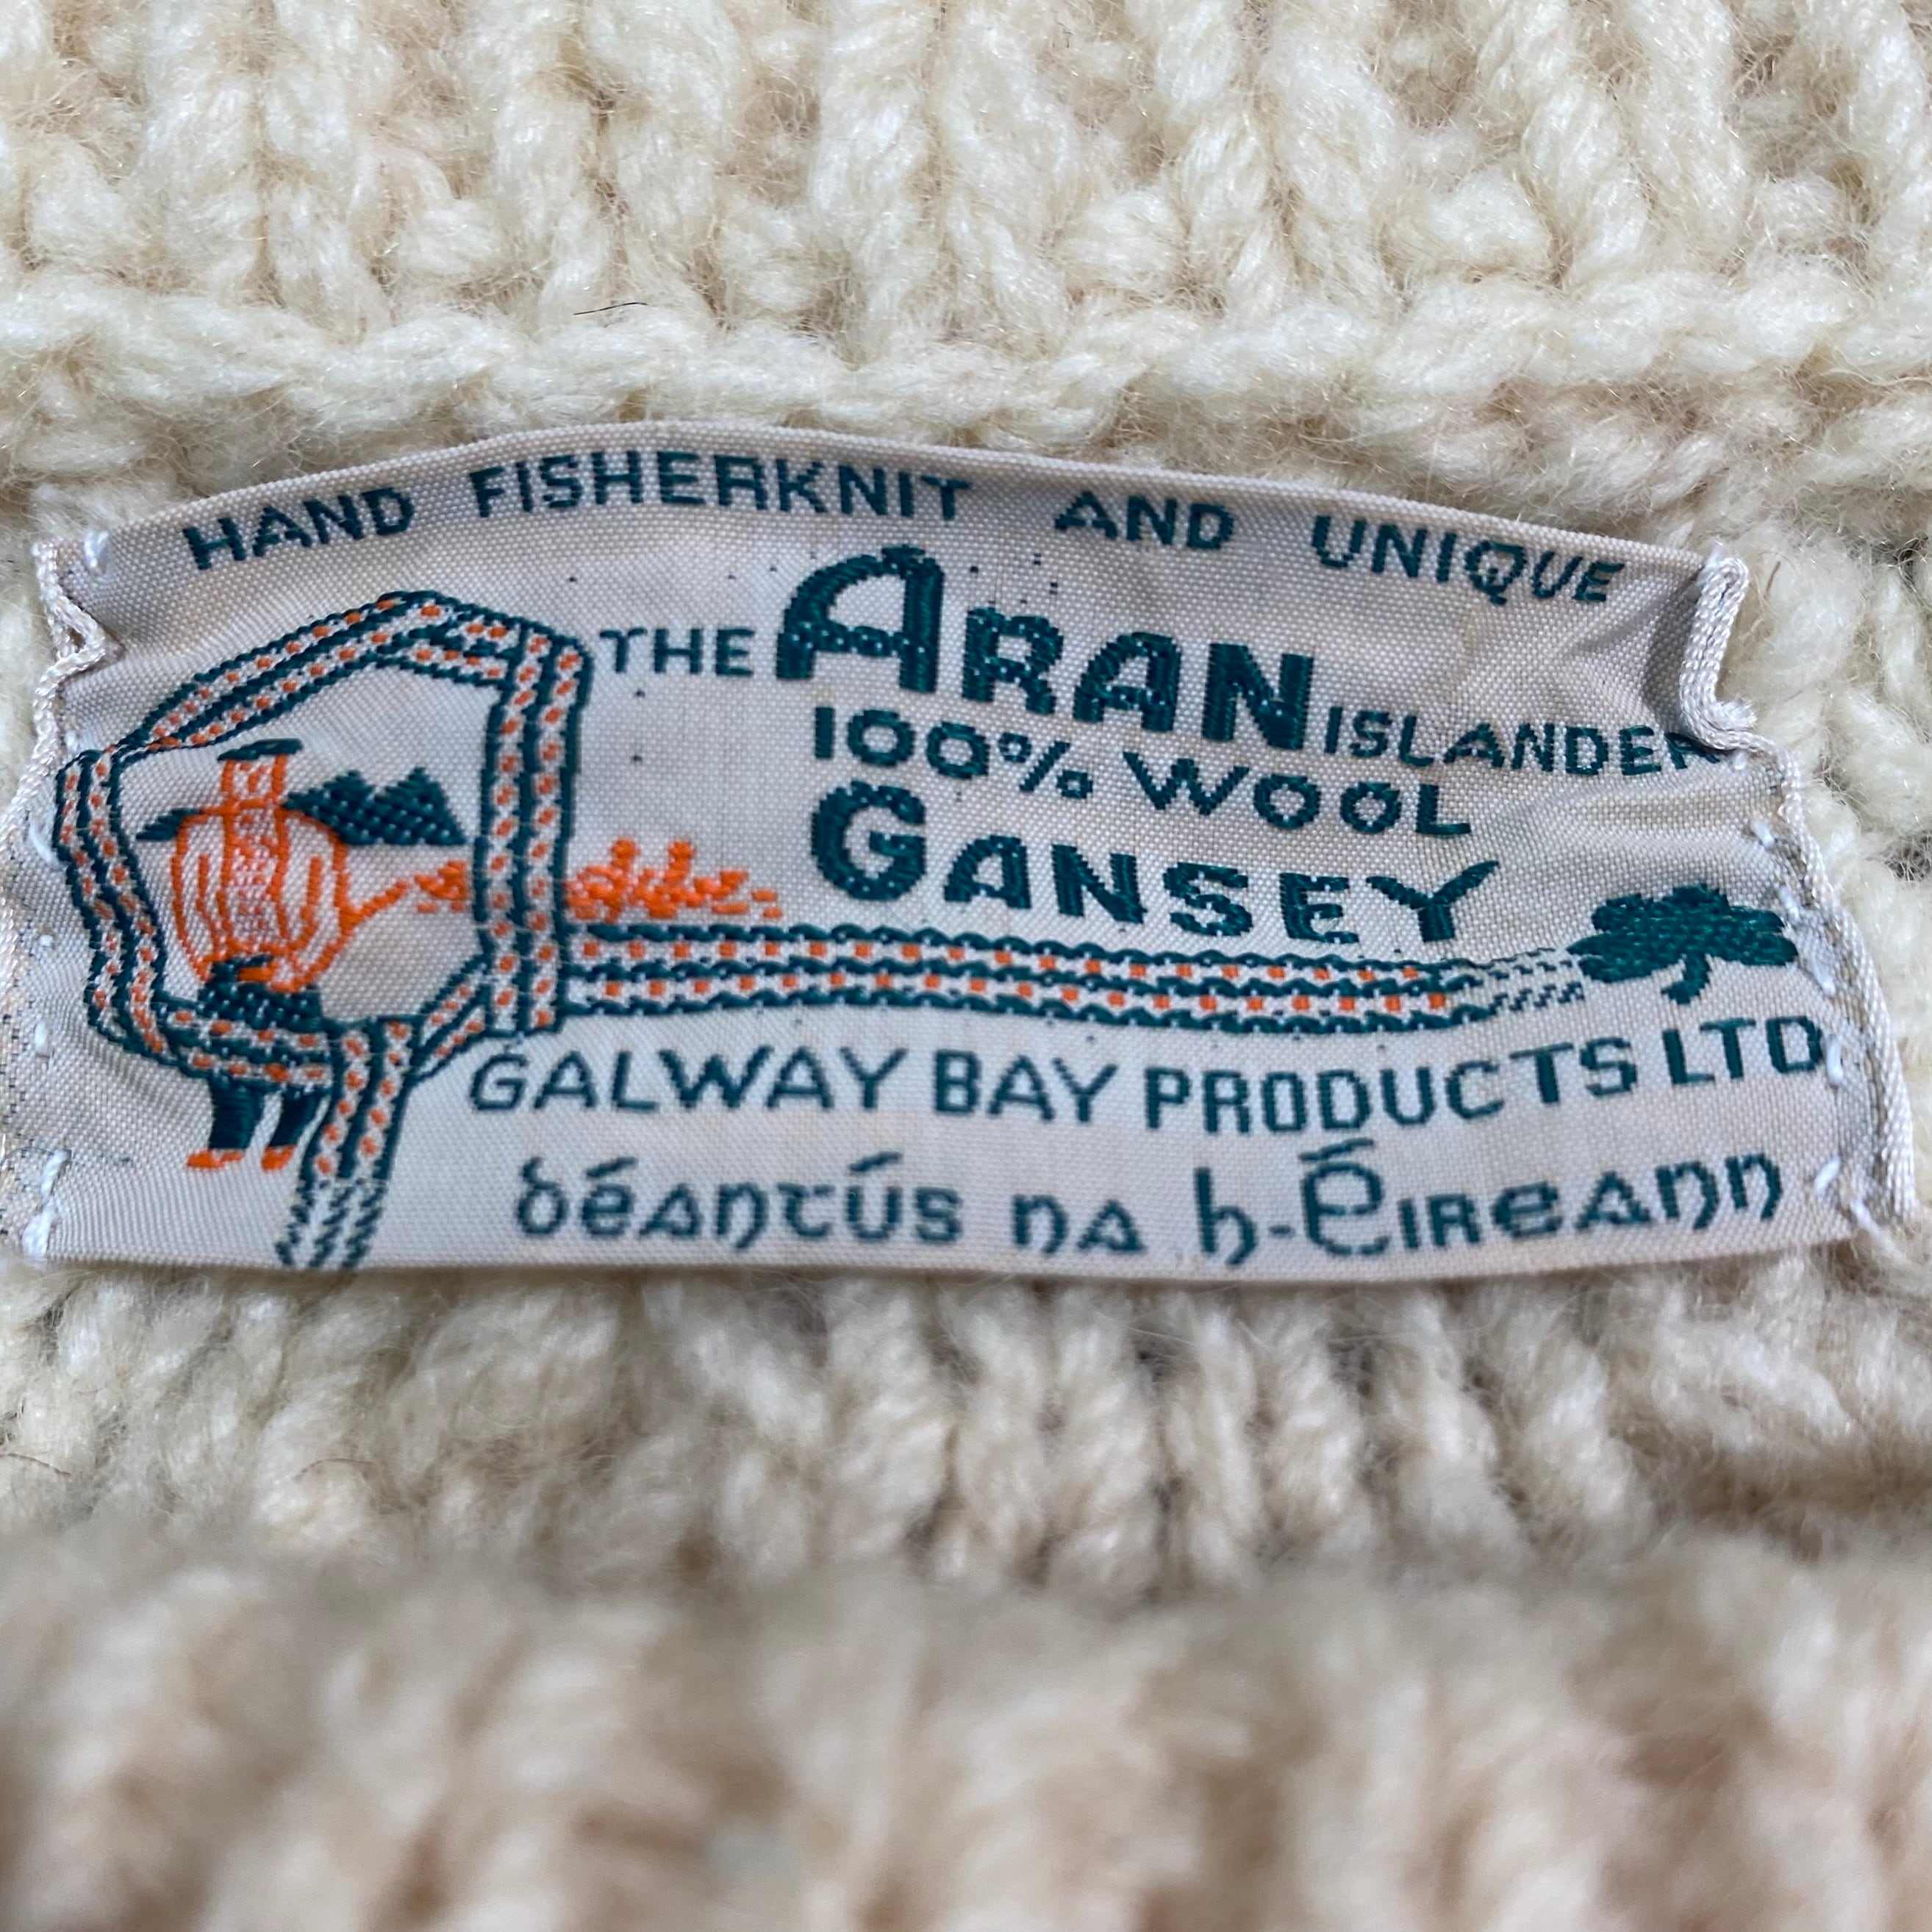 HAND FISHERKNIT AND UNIQUE
THE ARAN ISLANDER
100% WOOL
GANSEY
GALWAY BAY PRODUCTS LTD
déantús na h-Éireann